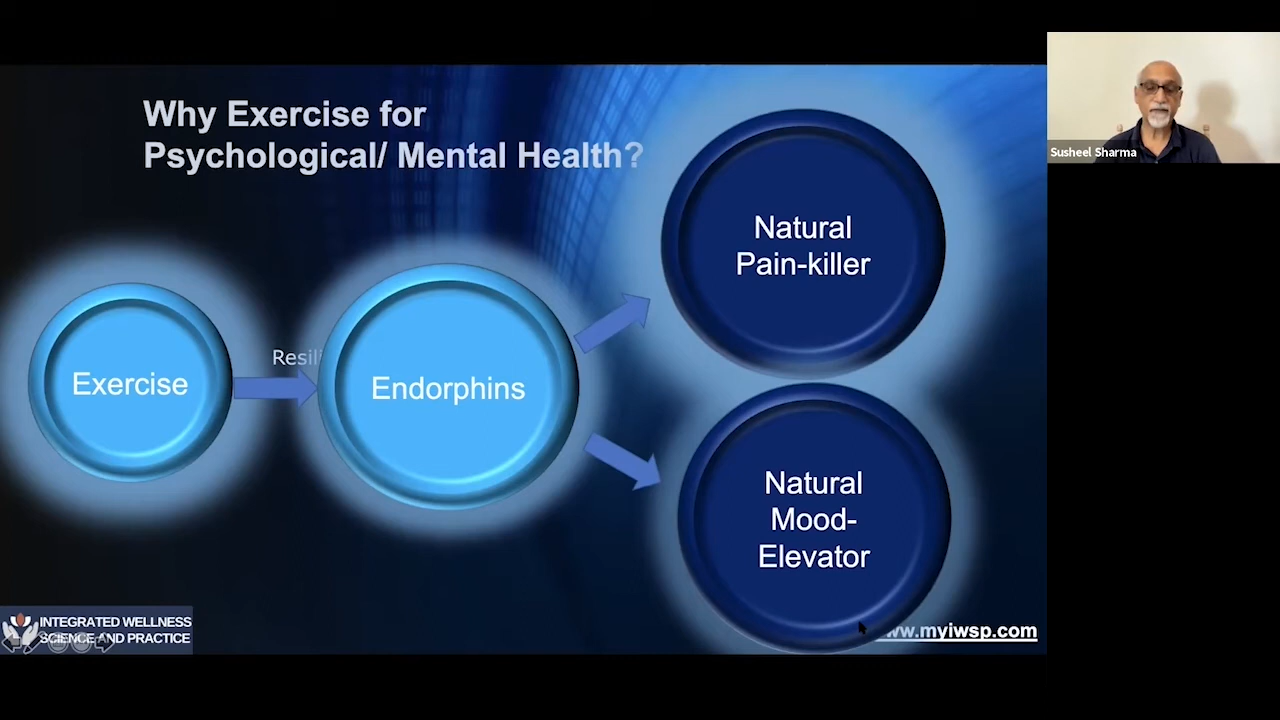 Why Exercise for
Psychological/ Mental Health?
Susheel Sharma
Natural
Pain-killer
Exercise
Endorphins
Natural
Mood-
Elevator
INTEGRATED WELLNESS
SCIENCE AND PRACTICE
www.myiwsp.com